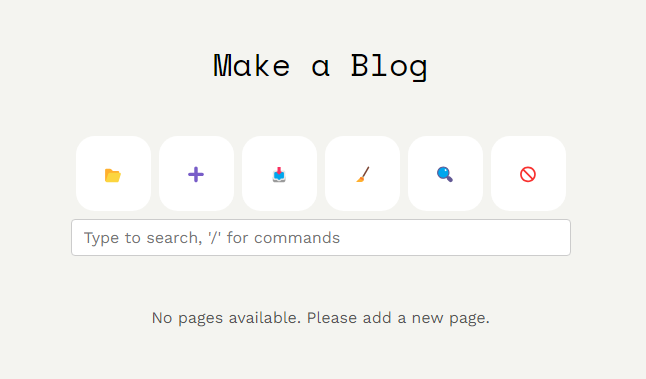 Make a Blog
Type to search, '/' for commands
No pages available. Please add a new page.